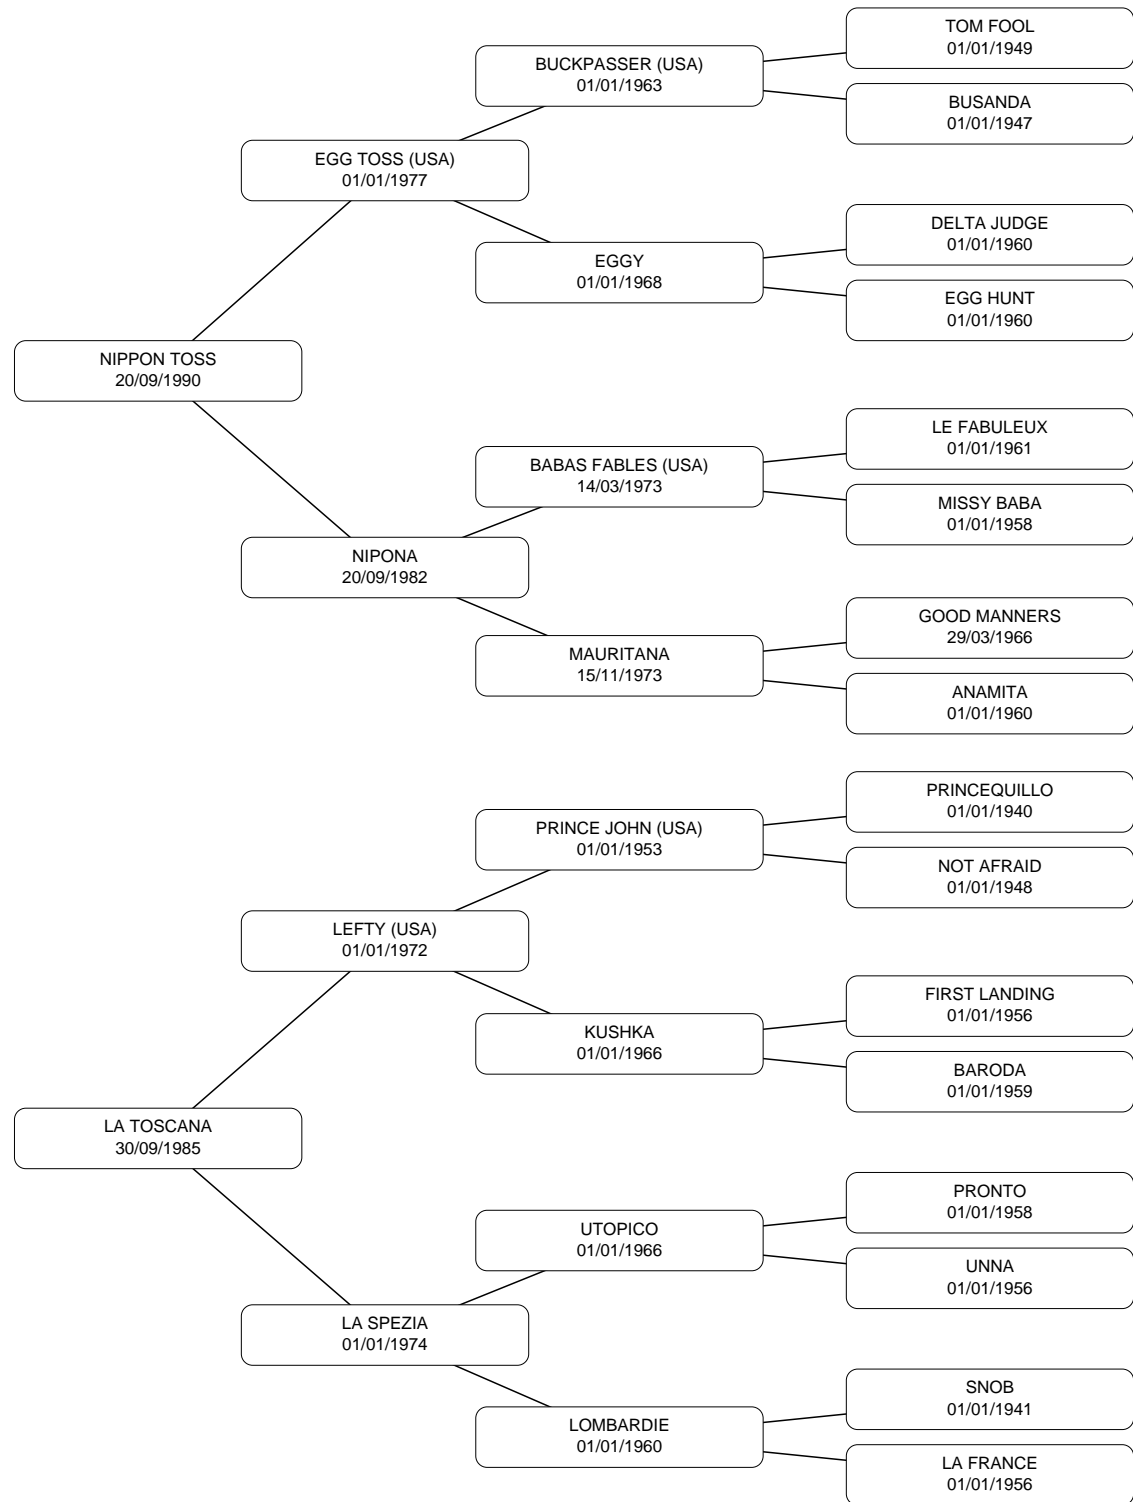 TOM FOOL
01/01/1949
BUCKPASSER (USA)
01/01/1963
BUSANDA
01/01/1947
EGG TOSS (USA)
01/01/1977
DELTA JUDGE
01/01/1960
EGGY
01/01/1968
EGG HUNT
01/01/1960
NIPPON TOSS
20/09/1990
LE FABULEUX
01/01/1961
BABAS FABLES (USA)
14/03/1973
MISSY BABA
01/01/1958
NIPONA
20/09/1982
GOOD MANNERS
29/03/1966
MAURITANA
15/11/1973
ANAMITA
01/01/1960
PRINCEQUILLO
01/01/1940
PRINCE JOHN (USA)
01/01/1953
NOT AFRAID
01/01/1948
LEFTY (USA)
01/01/1972
FIRST LANDING
01/01/1956
KUSHKA
01/01/1966
BARODA
01/01/1959
LA TOSCANA
30/09/1985
PRONTO
01/01/1958
UTOPICO
01/01/1966
UNNA
01/01/1956
LA SPEZIA
01/01/1974
SNOB
01/01/1941
LOMBARDIE
01/01/1960
LA FRANCE
01/01/1956